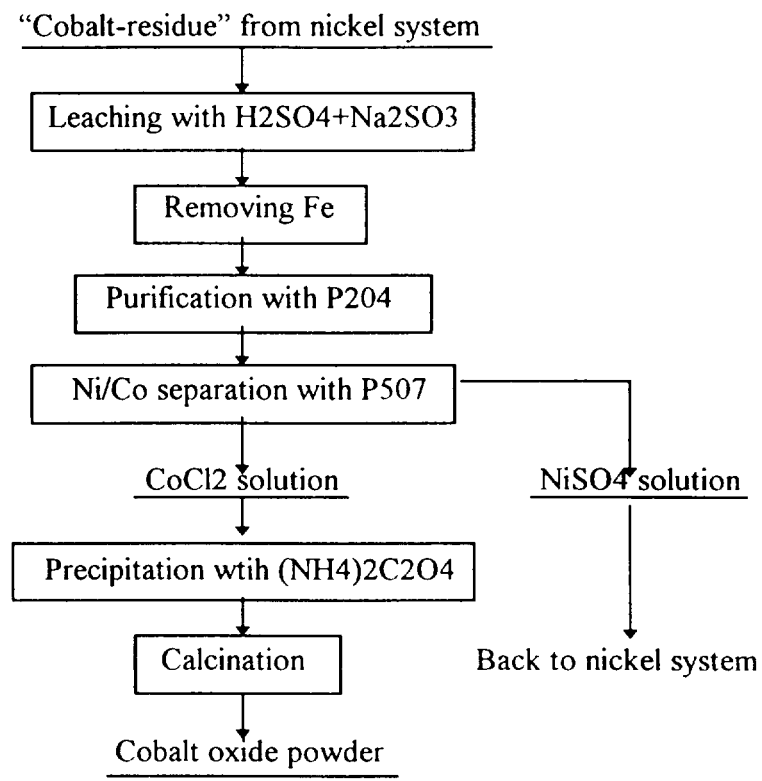 “Cobalt-residue” from nickel system
Leaching with H2SO4+Na2SO3
Removing Fe
Purification with P204
Ni/Co separation with P507
CoCl2 solution
NiSO4 solution
Precipitation wtih (NH4)2C2O4
Calcination
Back to nickel system
Cobalt oxide powder